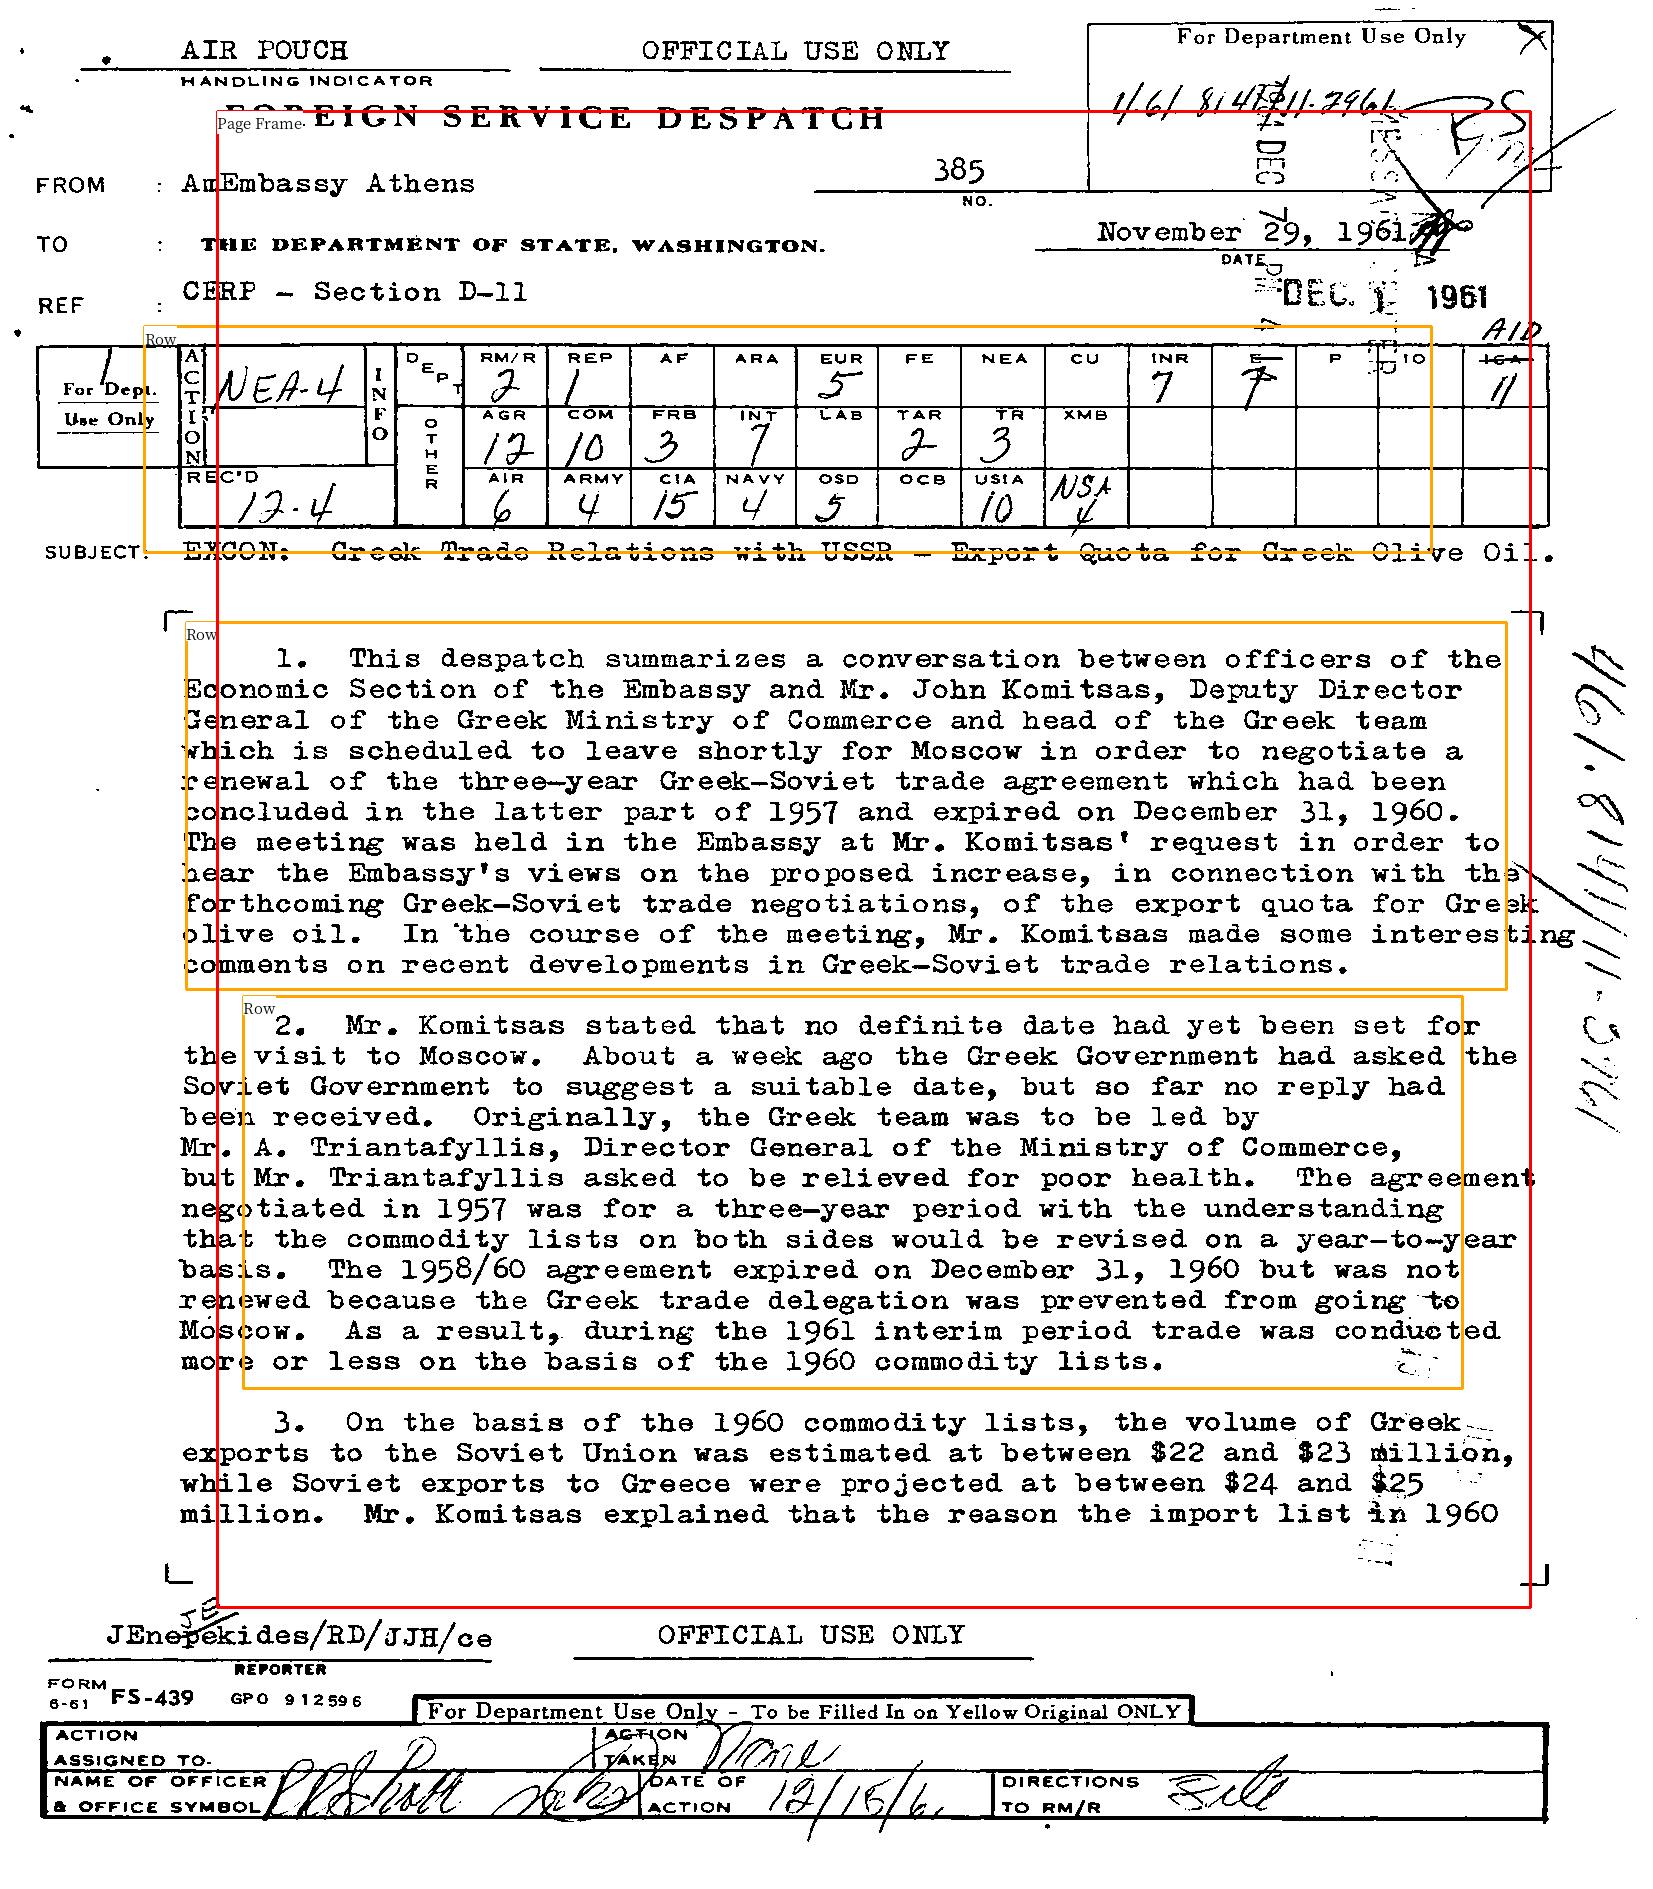 AIR POUCH OFFICIAL USE ONLY For Department Use Only
HANDLING INDICATOR
FOREIGN SERVICE DESPATCH
Page Frame
FROM : AmEmbassy Athens 385
NO.
TO : THE DEPARTMENT OF STATE, WASHINGTON. November 29, 1961
DATE
REF : CERP - Section D-11 DEC. 1 1961
AID
Row
1
For Dept.
Use Only
ACTION NEA-4 INFO DEPT RM/R REP AF ARA EUR FE NEA CU INR E P IO ICA
2 1 5 7 7 11
OTHER AGR COM FRB INT LAB TAR TR XMB
12 10 3 7 2 3
REC'D AIR ARMY CIA NAVY OSD OCB USIA NSA
12-4 6 4 15 4 5 10 4
SUBJECT: EXCON: Greek Trade Relations with USSR - Export Quota for Greek Olive Oil.
Row
1. This despatch summarizes a conversation between officers of the
Economic Section of the Embassy and Mr. John Komitsas, Deputy Director
General of the Greek Ministry of Commerce and head of the Greek team
which is scheduled to leave shortly for Moscow in order to negotiate a
renewal of the three-year Greek-Soviet trade agreement which had been
concluded in the latter part of 1957 and expired on December 31, 1960.
The meeting was held in the Embassy at Mr. Komitsas' request in order to
hear the Embassy's views on the proposed increase, in connection with the
forthcoming Greek-Soviet trade negotiations, of the export quota for Greek
olive oil. In the course of the meeting, Mr. Komitsas made some interesting
comments on recent developments in Greek-Soviet trade relations.
Row
2. Mr. Komitsas stated that no definite date had yet been set for
the visit to Moscow. About a week ago the Greek Government had asked the
Soviet Government to suggest a suitable date, but so far no reply had
been received. Originally, the Greek team was to be led by
Mr. A. Triantafyllis, Director General of the Ministry of Commerce,
but Mr. Triantafyllis asked to be relieved for poor health. The agreement
negotiated in 1957 was for a three-year period with the understanding
that the commodity lists on both sides would be revised on a year-to-year
basis. The 1958/60 agreement expired on December 31, 1960 but was not
renewed because the Greek trade delegation was prevented from going to
Moscow. As a result, during the 1961 interim period trade was conducted
more or less on the basis of the 1960 commodity lists.
3. On the basis of the 1960 commodity lists, the volume of Greek
exports to the Soviet Union was estimated at between $22 and $23 million,
while Soviet exports to Greece were projected at between $24 and $25
million. Mr. Komitsas explained that the reason the import list in 1960
JEnepekides/RD/JJH/ce OFFICIAL USE ONLY
REPORTER
FORM
6-61 FS-439 GPO 912596
For Department Use Only - To be Filled In on Yellow Original ONLY
ACTION
ASSIGNED TO. ACTION
TAKEN None
NAME OF OFFICER
& OFFICE SYMBOL DATE OF
ACTION DIRECTIONS
TO RM/R File